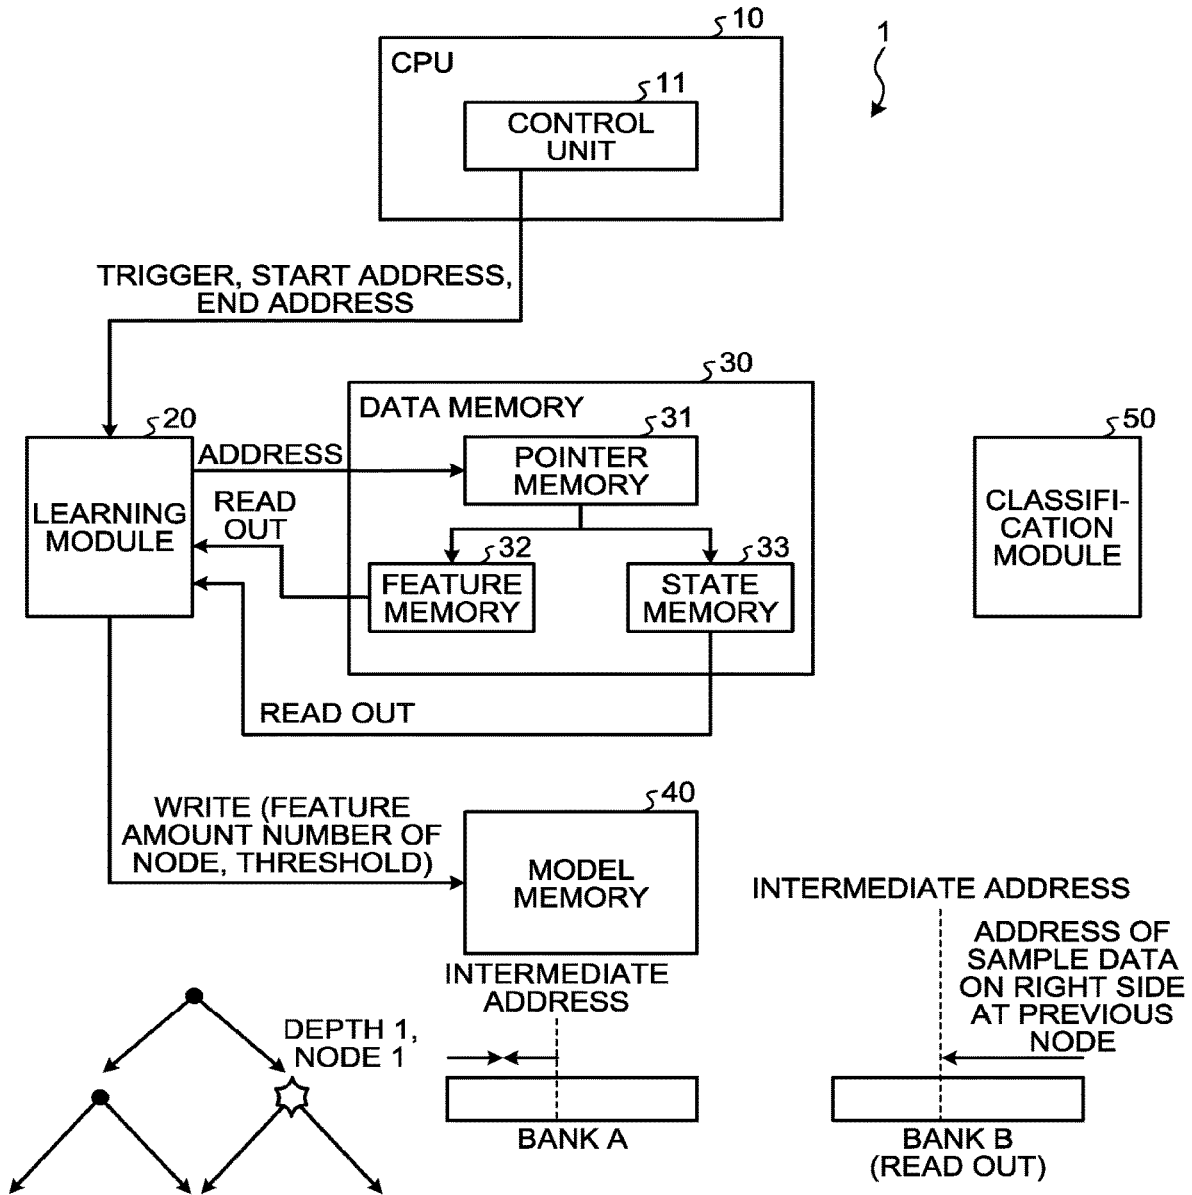 10
1
CPU
11
CONTROL
UNIT
TRIGGER, START ADDRESS,
END ADDRESS
30
DATA MEMORY
20
31
50
ADDRESS
POINTER
MEMORY
READ
OUT
LEARNING
MODULE
CLASSIFI-
CATION
MODULE
32
33
FEATURE
MEMORY
STATE
MEMORY
READ OUT
40
WRITE (FEATURE
AMOUNT NUMBER OF
NODE, THRESHOLD)
MODEL
MEMORY
INTERMEDIATE ADDRESS
ADDRESS OF
SAMPLE DATA
ON RIGHT SIDE
AT PREVIOUS
NODE
INTERMEDIATE
ADDRESS
DEPTH 1,
NODE 1
BANK A
BANK B
(READ OUT)